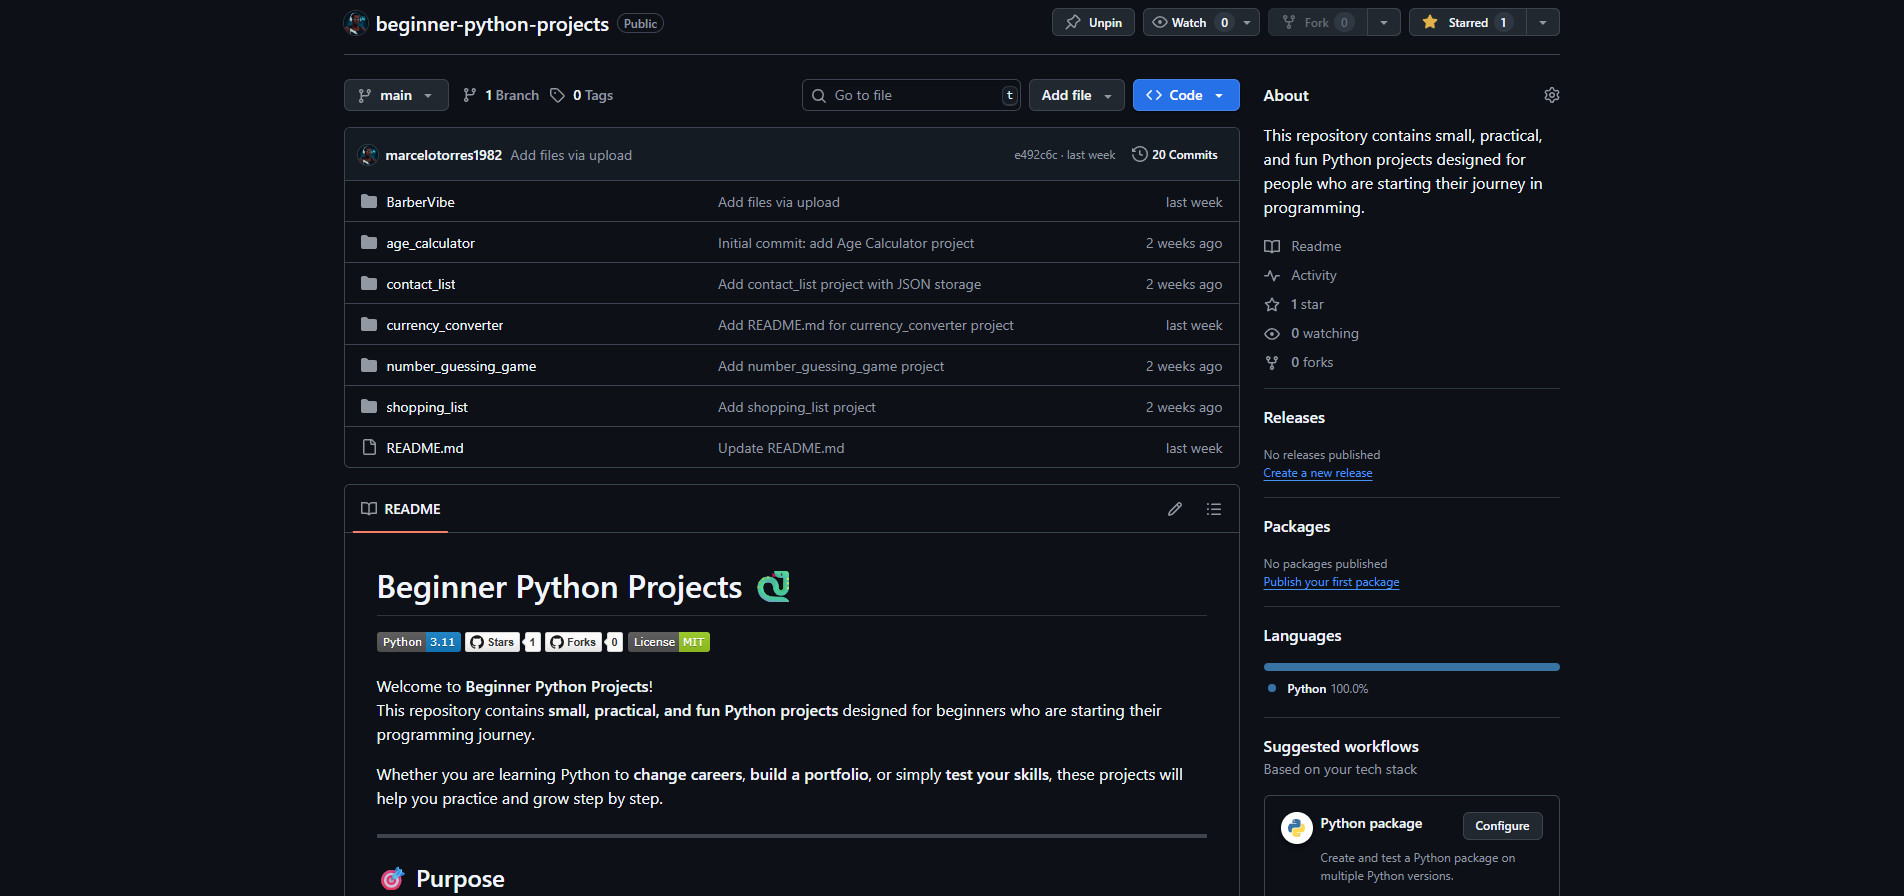 beginner-python-projects Public
Unpin Watch 0 Fork 0 Starred 1
main 1 Branch 0 Tags Go to file t Add file Code
marcelotorres1982 Add files via upload e492c6c · last week 20 Commits
BarberVibe Add files via upload last week
age_calculator Initial commit: add Age Calculator project 2 weeks ago
contact_list Add contact_list project with JSON storage 2 weeks ago
currency_converter Add README.md for currency_converter project last week
number_guessing_game Add number_guessing_game project 2 weeks ago
shopping_list Add shopping_list project 2 weeks ago
README.md Update README.md last week
README
Beginner Python Projects
Python 3.11 Stars 1 Forks 0 License MIT
Welcome to Beginner Python Projects!
This repository contains small, practical, and fun Python projects designed for beginners who are starting their
programming journey.
Whether you are learning Python to change careers, build a portfolio, or simply test your skills, these projects will
help you practice and grow step by step.
Purpose
About
This repository contains small, practical,
and fun Python projects designed for
people who are starting their journey in
programming.
Readme
Activity
1 star
0 watching
0 forks
Releases
No releases published
Create a new release
Packages
No packages published
Publish your first package
Languages
Python 100.0%
Suggested workflows
Based on your tech stack
Python package Configure
Create and test a Python package on
multiple Python versions.